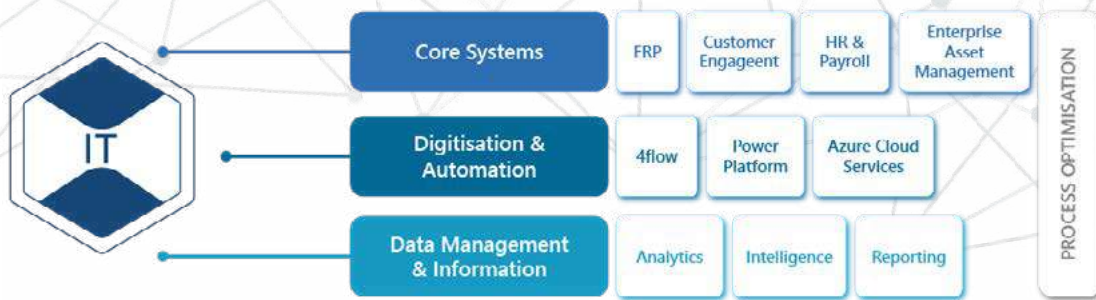 IT
Core Systems
FRP
Customer
Engageent
HR &
Payroll
Enterprise
Asset
Management
Digitisation &
Automation
4flow
Power
Platform
Azure Cloud
Services
Data Management
& Information
Analytics
Intelligence
Reporting
PROCESS OPTIMISATION